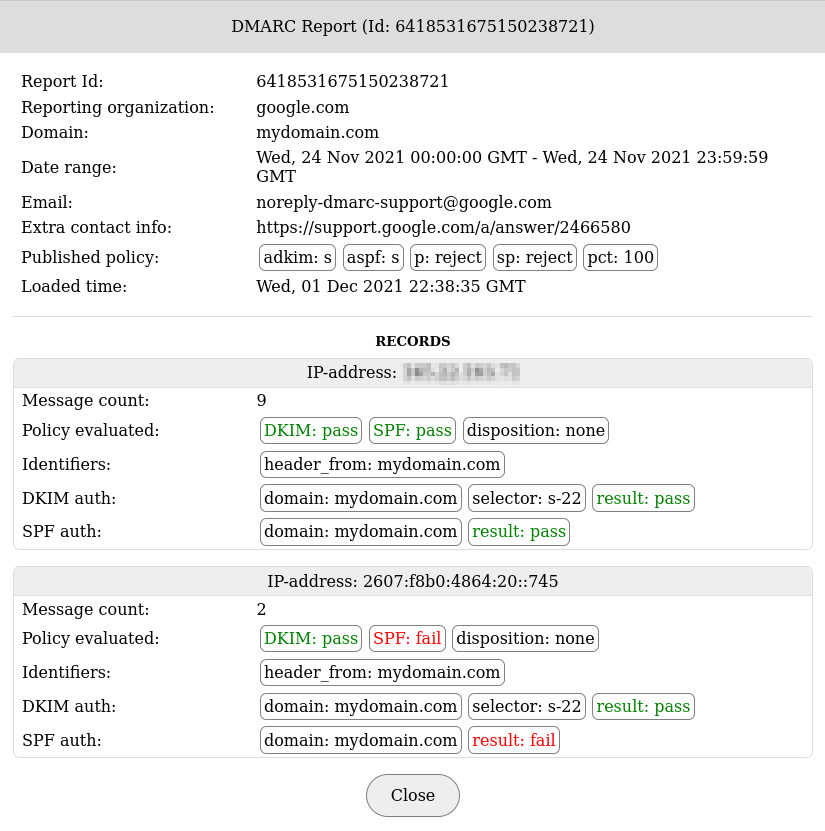 DMARC Report (Id: 6418531675150238721)
Report Id: 6418531675150238721
Reporting organization: google.com
Domain: mydomain.com
Date range: Wed, 24 Nov 2021 00:00:00 GMT - Wed, 24 Nov 2021 23:59:59
GMT
Email: noreply-dmarc-support@google.com
Extra contact info: https://support.google.com/a/answer/2466580
Published policy: adkim: s aspf: s p: reject sp: reject pct: 100
Loaded time: Wed, 01 Dec 2021 22:38:35 GMT
RECORDS
IP-address:
Message count: 9
Policy evaluated: DKIM: pass SPF: pass disposition: none
Identifiers: header_from: mydomain.com
DKIM auth: domain: mydomain.com selector: s-22 result: pass
SPF auth: domain: mydomain.com result: pass
IP-address: 2607:f8b0:4864:20::745
Message count: 2
Policy evaluated: DKIM: pass SPF: fail disposition: none
Identifiers: header_from: mydomain.com
DKIM auth: domain: mydomain.com selector: s-22 result: pass
SPF auth: domain: mydomain.com result: fail
Close